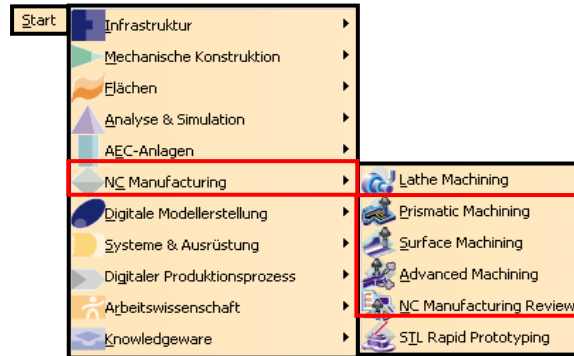 Start
Infrastruktur
Mechanische Konstruktion
Flächen
Analyse & Simulation
AEC-Anlagen
NC Manufacturing
Digitale Modellerstellung
Systeme & Ausrüstung
Digitaler Produktionsprozess
Arbeitswissenschaft
Knowledgeware
Lathe Machining
Prismatic Machining
Surface Machining
Advanced Machining
NC Manufacturing Review
STL Rapid Prototyping